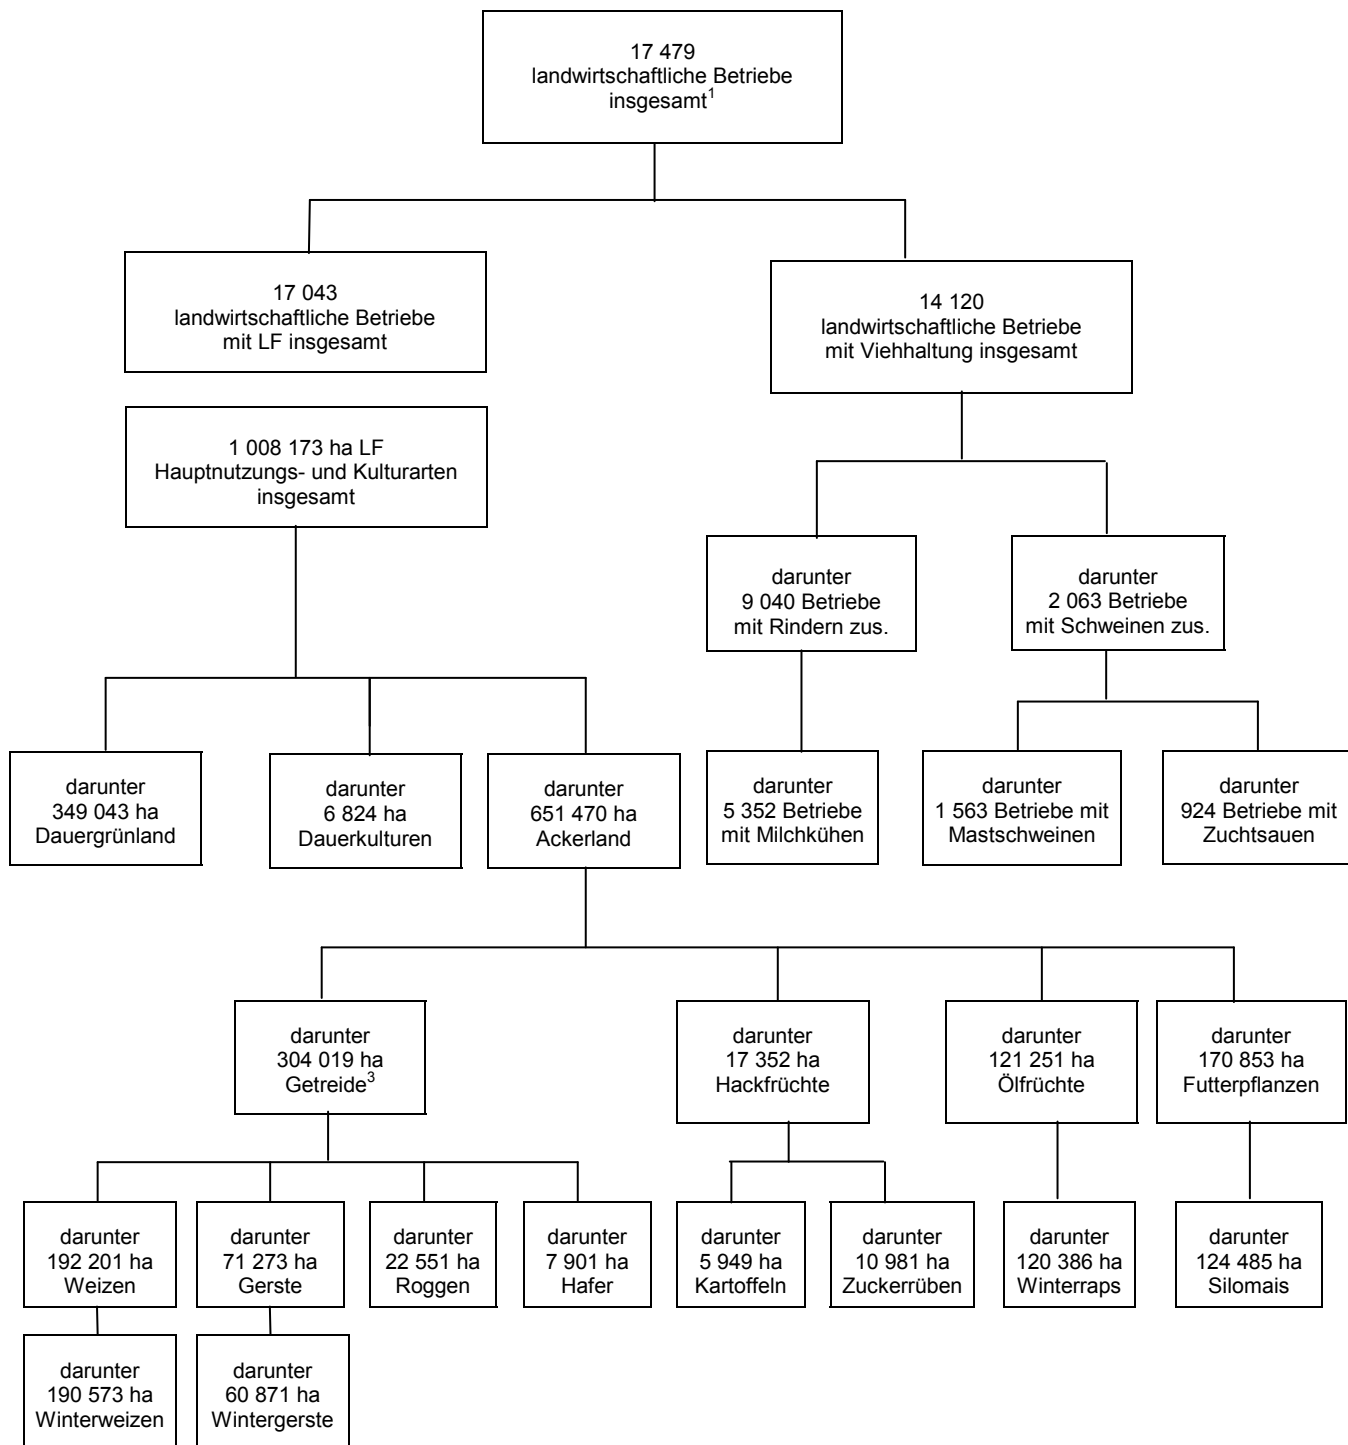 17 479
landwirtschaftliche Betriebe
insgesamt¹
17 043
landwirtschaftliche Betriebe
mit LF insgesamt
14 120
landwirtschaftliche Betriebe
mit Viehhaltung insgesamt
1 008 173 ha LF
Hauptnutzungs- und Kulturarten
insgesamt
darunter
9 040 Betriebe
mit Rindern zus.
darunter
2 063 Betriebe
mit Schweinen zus.
darunter
349 043 ha
Dauergrünland
darunter
6 824 ha
Dauerkulturen
darunter
651 470 ha
Ackerland
darunter
5 352 Betriebe
mit Milchkühen
darunter
1 563 Betriebe mit
Mastschweinen
darunter
924 Betriebe mit
Zuchtsauen
darunter
304 019 ha
Getreide³
darunter
17 352 ha
Hackfrüchte
darunter
121 251 ha
Ölfrüchte
darunter
170 853 ha
Futterpflanzen
darunter
192 201 ha
Weizen
darunter
71 273 ha
Gerste
darunter
22 551 ha
Roggen
darunter
7 901 ha
Hafer
darunter
5 949 ha
Kartoffeln
darunter
10 981 ha
Zuckerrüben
darunter
120 386 ha
Winterraps
darunter
124 485 ha
Silomais
darunter
190 573 ha
Winterweizen
darunter
60 871 ha
Wintergerste